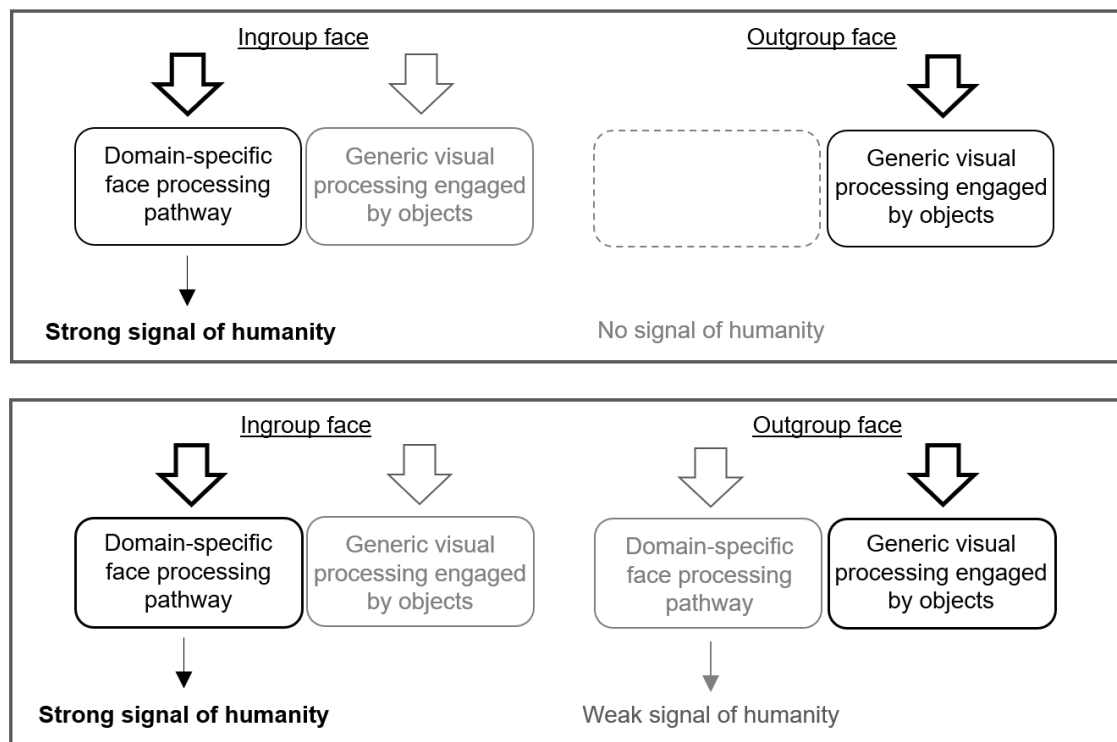 Ingroup face
Outgroup face
Domain-specific
face processing
pathway
Generic visual
processing engaged
by objects
Generic visual
processing engaged
by objects
Strong signal of humanity
No signal of humanity
Ingroup face
Outgroup face
Domain-specific
face processing
pathway
Generic visual
processing engaged
by objects
Domain-specific
face processing
pathway
Generic visual
processing engaged
by objects
Strong signal of humanity
Weak signal of humanity